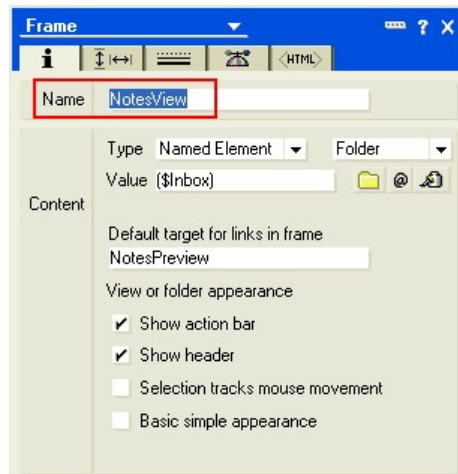 Frame
? X
i <HTML>
Name NotesView
Type Named Element Folder
Value ($Inbox) @
Content
Default target for links in frame
NotesPreview
View or folder appearance
Show action bar
Show header
Selection tracks mouse movement
Basic simple appearance